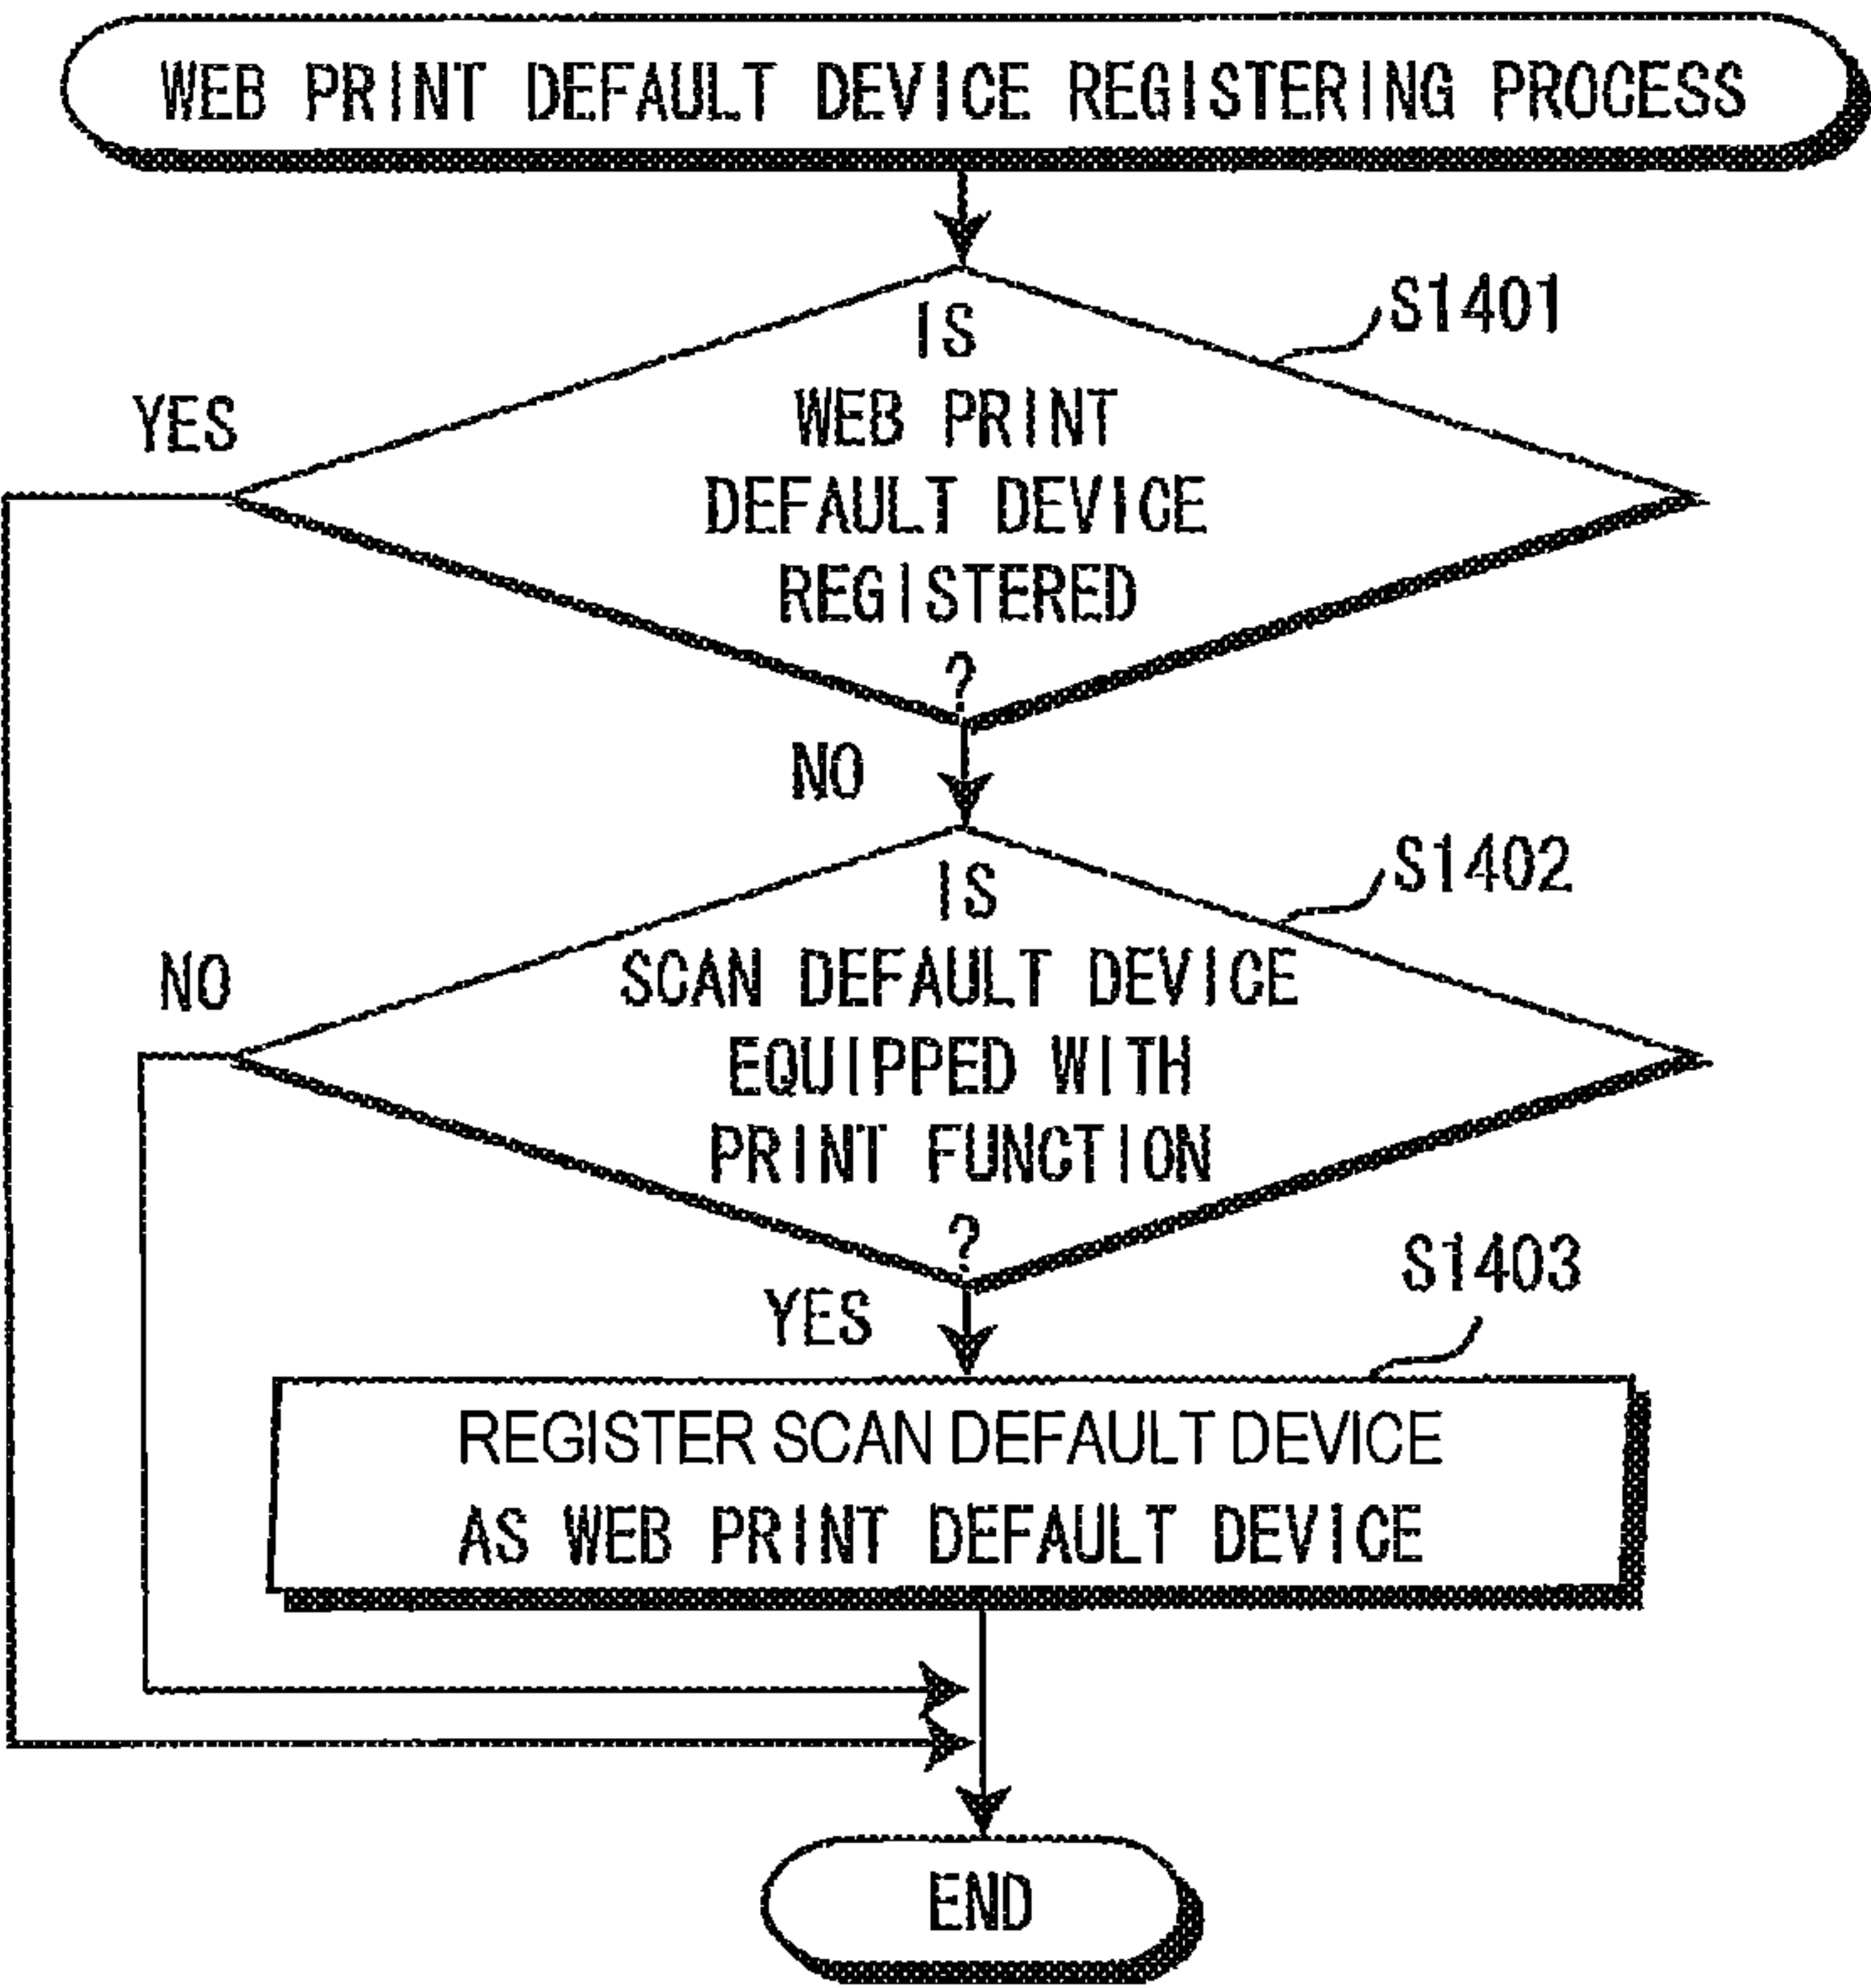 WEB PRINT DEFAULT DEVICE REGISTERING PROCESS
S1401
IS
WEB PRINT
DEFAULT DEVICE
REGISTERED
?
YES
NO
S1402
IS
SCAN DEFAULT DEVICE
EQUIPPED WITH
PRINT FUNCTION
?
NO
YES
S1403
REGISTER SCAN DEFAULT DEVICE
AS WEB PRINT DEFAULT DEVICE
END